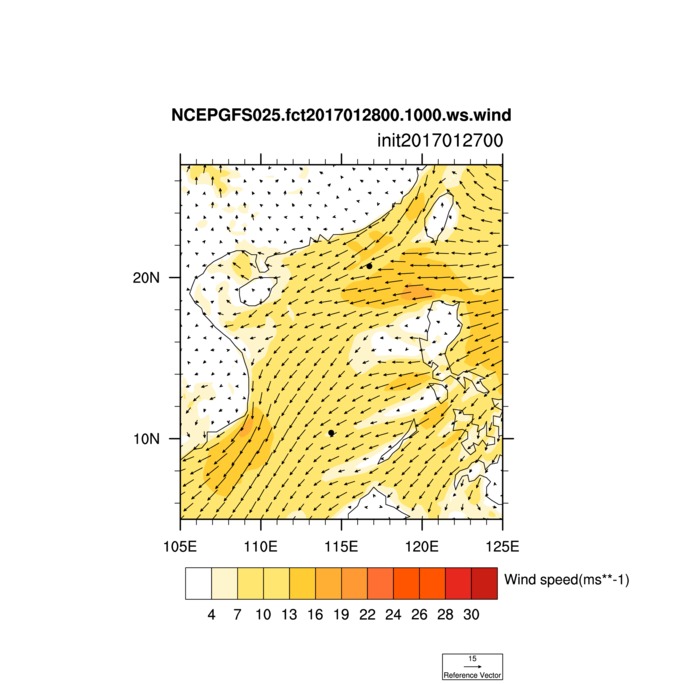 NCEPGFS025.fct2017012800.1000.ws.wind
init2017012700
20N
10N
105E 110E 115E 120E 125E
Wind speed(ms**-1)
4 7 10 13 16 19 22 24 26 28 30
15
Reference Vector